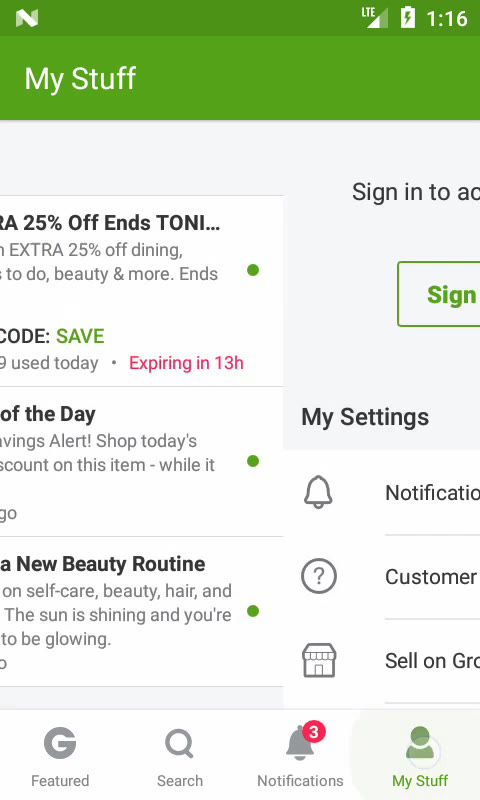 LTE 1:16
My Stuff
RA 25% Off Ends TONI...
EXTRA 25% off dining,
to do, beauty & more. Ends
CODE: SAVE
9 used today • Expiring in 13h
of the Day
avings Alert! Shop today's
scount on this item - while it
go
a New Beauty Routine
on self-care, beauty, hair, and
The sun is shining and you're
to be glowing.
o
Sign in to ac
Sign
My Settings
Notificatio
?
Customer
Sell on Gro
G
3
Featured
Search
Notifications
My Stuff